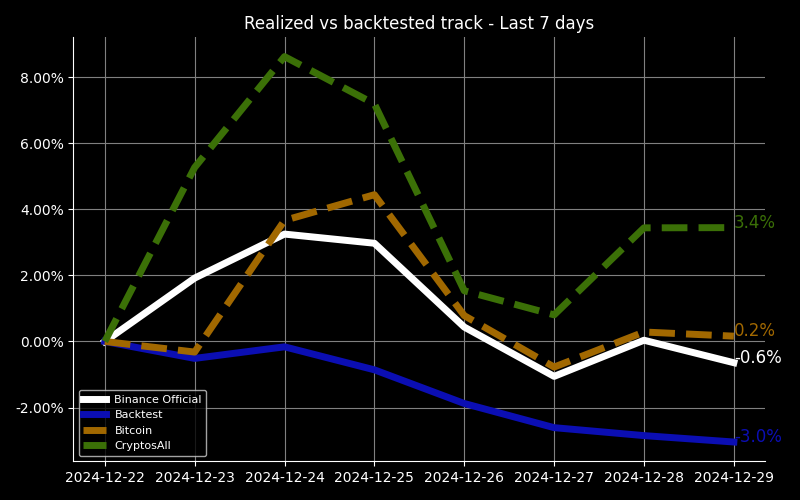 Realized vs backtested track - Last 7 days
8.00%
6.00%
4.00%
2.00%
0.00%
-2.00%
3.4%
0.2%
-0.6%
-3.0%
Binance Official
Backtest
Bitcoin
CryptosAll
2024-12-22 2024-12-23 2024-12-24 2024-12-25 2024-12-26 2024-12-27 2024-12-28 2024-12-29